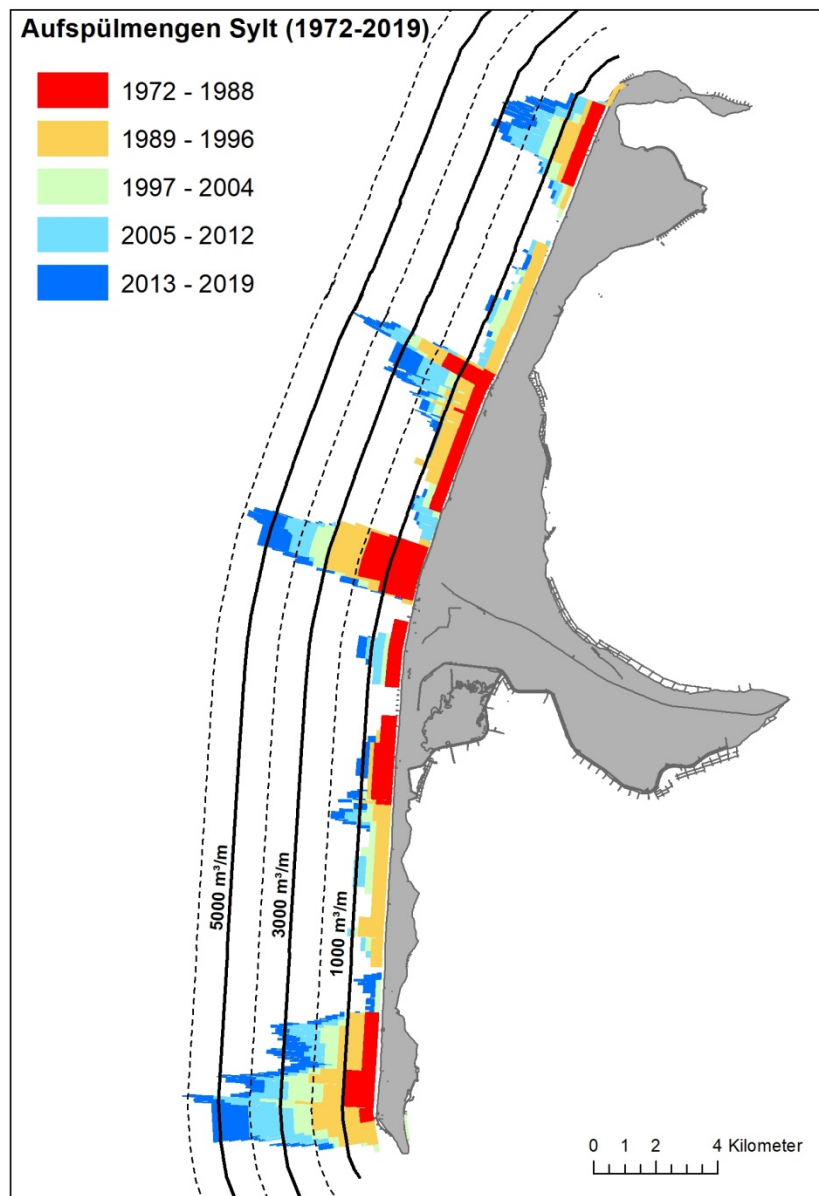 Aufspülmengen Sylt (1972-2019)
1972 - 1988
1989 - 1996
1997 - 2004
2005 - 2012
2013 - 2019
5000 m³/m
3000 m³/m
1000 m³/m
0 1 2 4 Kilometer